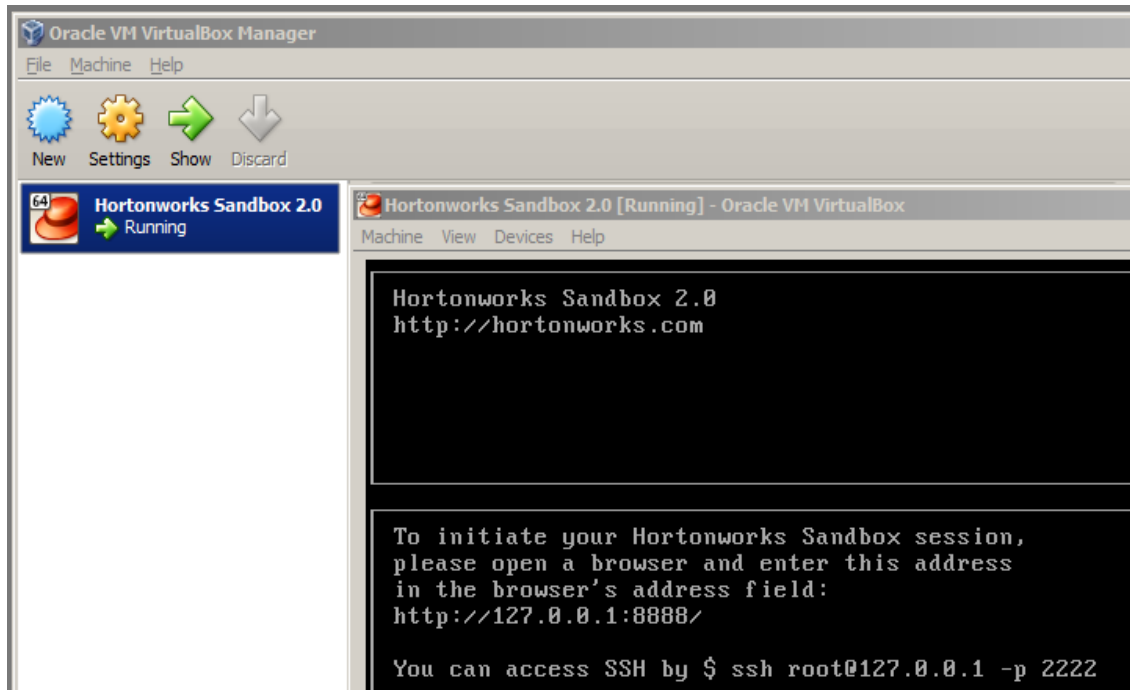 Oracle VM VirtualBox Manager
File Machine Help
New Settings Show Discard
64
Hortonworks Sandbox 2.0
Running
Hortonworks Sandbox 2.0 [Running] - Oracle VM VirtualBox
Machine View Devices Help
Hortonworks Sandbox 2.0
http://hortonworks.com
To initiate your Hortonworks Sandbox session,
please open a browser and enter this address
in the browser's address field:
http://127.0.0.1:8888/
You can access SSH by $ ssh root@127.0.0.1 -p 2222